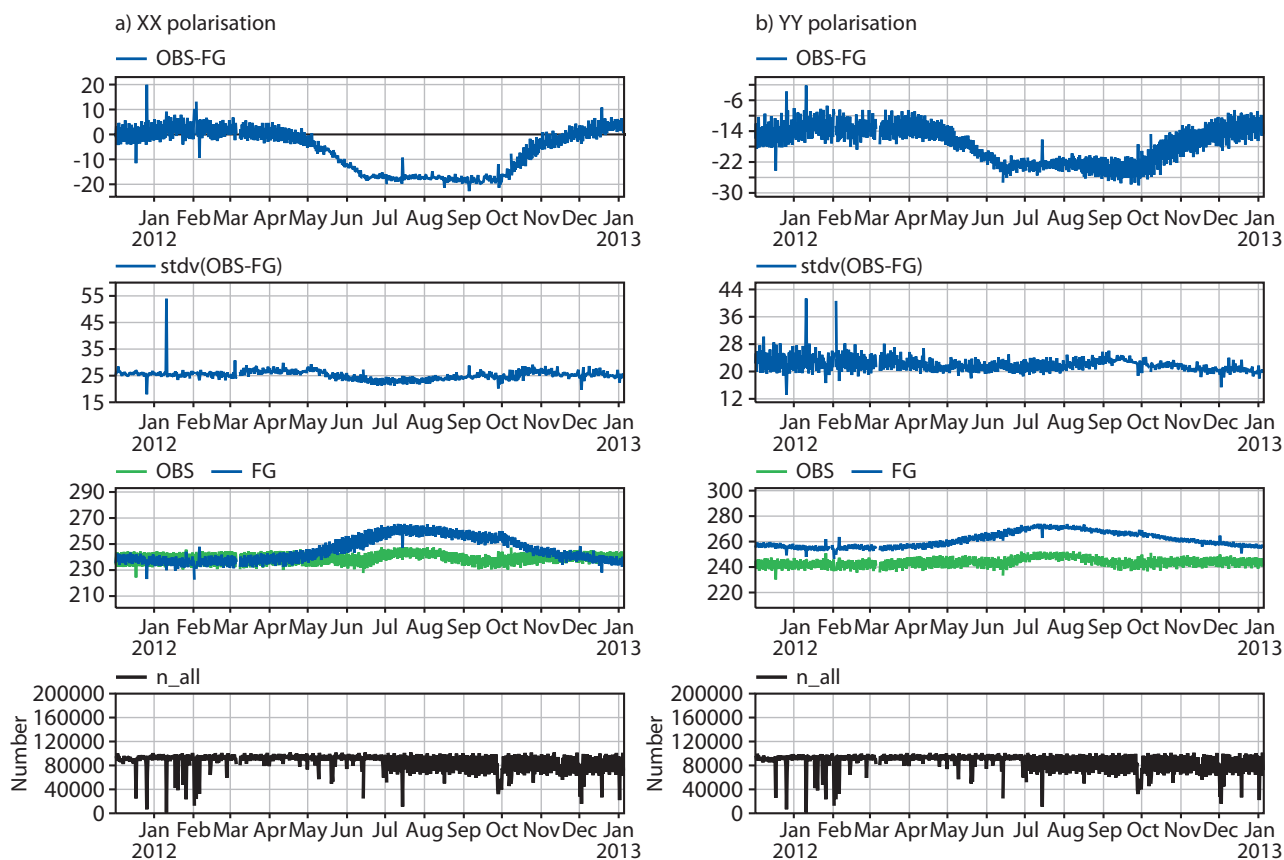 a) XX polarisation
OBS-FG
20
10
0
-10
-20
Jan Feb Mar Apr May Jun Jul Aug Sep Oct Nov Dec Jan
2012 2013
stdv(OBS-FG)
55
45
35
25
15
Jan Feb Mar Apr May Jun Jul Aug Sep Oct Nov Dec Jan
2012 2013
OBS FG
290
270
250
230
210
Jan Feb Mar Apr May Jun Jul Aug Sep Oct Nov Dec Jan
2012 2013
n_all
Number
200000
160000
120000
80000
40000
0
Jan Feb Mar Apr May Jun Jul Aug Sep Oct Nov Dec Jan
2012 2013
b) YY polarisation
OBS-FG
-6
-14
-22
-30
Jan Feb Mar Apr May Jun Jul Aug Sep Oct Nov Dec Jan
2012 2013
stdv(OBS-FG)
44
36
28
20
12
Jan Feb Mar Apr May Jun Jul Aug Sep Oct Nov Dec Jan
2012 2013
OBS FG
300
280
260
240
220
Jan Feb Mar Apr May Jun Jul Aug Sep Oct Nov Dec Jan
2012 2013
n_all
Number
200000
160000
120000
80000
40000
0
Jan Feb Mar Apr May Jun Jul Aug Sep Oct Nov Dec Jan
2012 2013